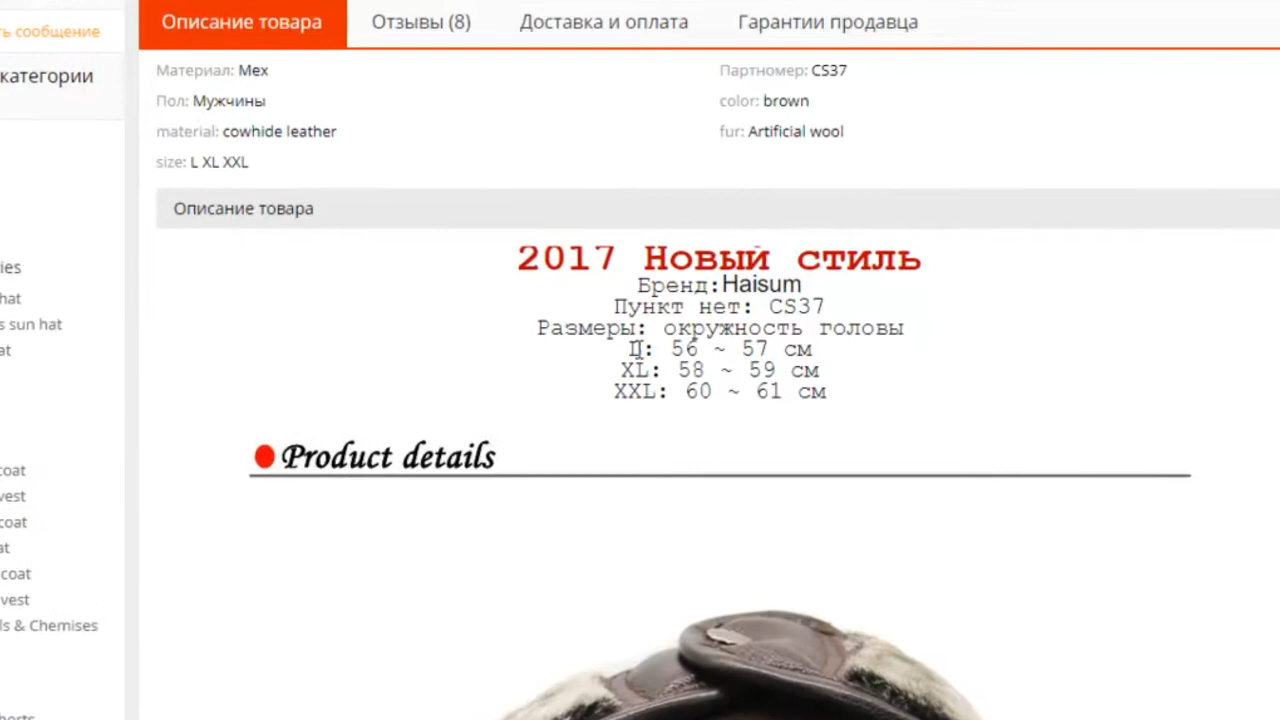 Описание товара
Отзывы (8)
Доставка и оплата
Гарантии продавца
ть сообщение
категории
Материал: Мех
Партномер: CS37
Пол: Мужчины
color: brown
material: cowhide leather
fur: Artificial wool
size: L XL XXL
Описание товара
2017 Новый стиль
Бренд:Haisum
Пункт нет: CS37
Размеры: окружность головы
56 ~ 57 см
XL: 58 ~ 59 см
XXL: 60 ~ 61 см
Product details
ies
hat
s sun hat
at
coat
vest
coat
at
coat
vest
ls & Chemises